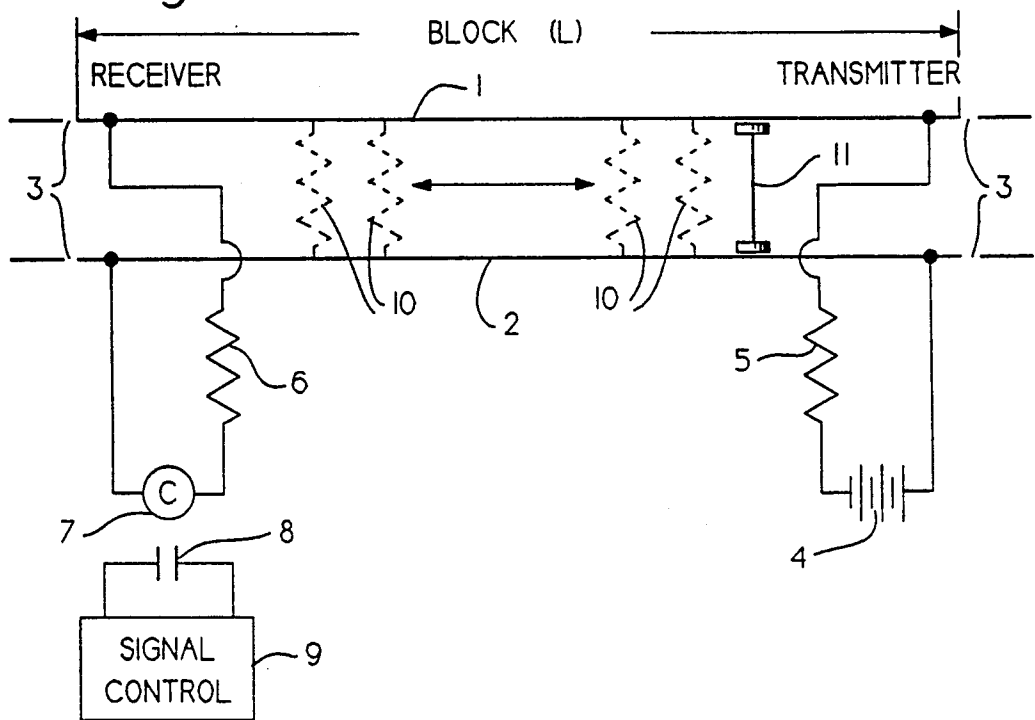 BLOCK (L)
RECEIVER
TRANSMITTER
1
3
11
3
10
10
2
6
5
C
7
8
4
SIGNAL
CONTROL
9